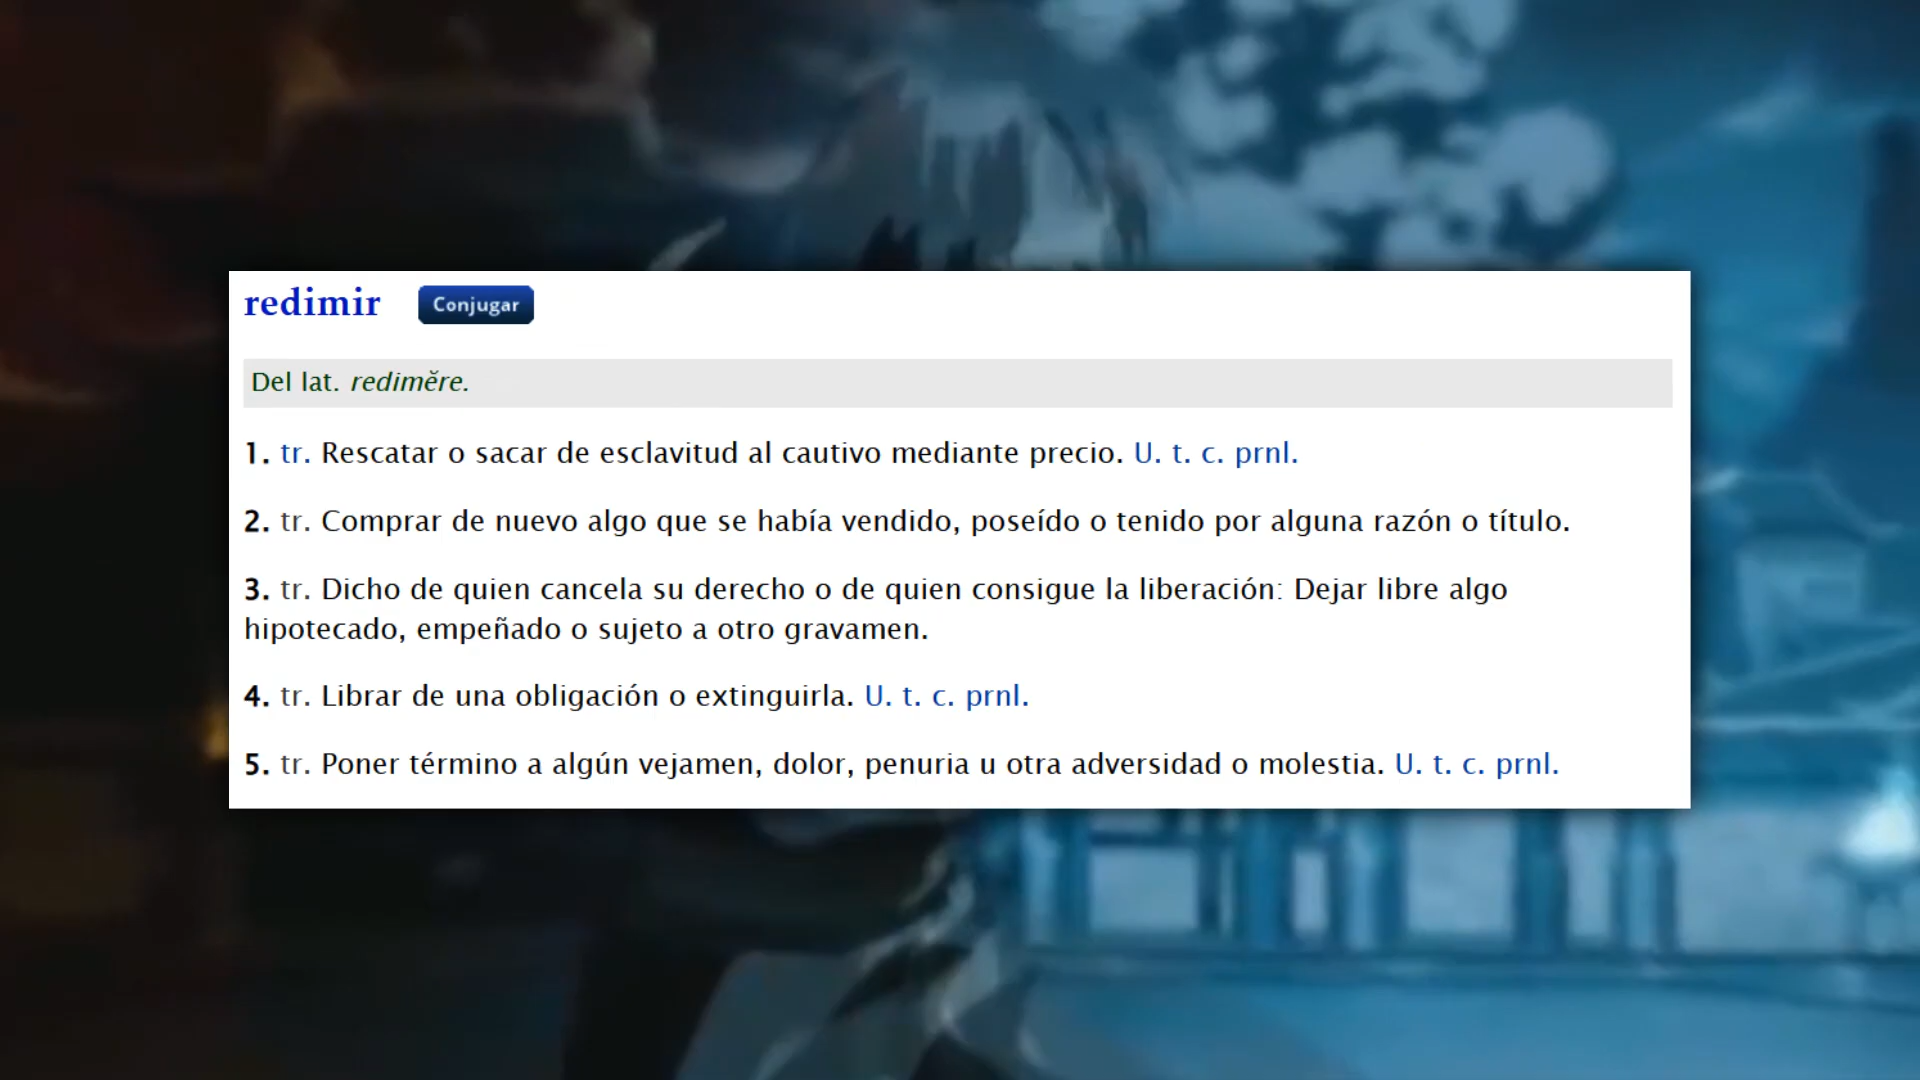 redimir
Conjugar
Del lat. redimĕre.
1. tr. Rescatar o sacar de esclavitud al cautivo mediante precio. U. t. c. prnl.
2. tr. Comprar de nuevo algo que se había vendido, poseído o tenido por alguna razón o título.
3. tr. Dicho de quien cancela su derecho o de quien consigue la liberación: Dejar libre algo
hipotecado, empeñado o sujeto a otro gravamen.
4. tr. Librar de una obligación o extinguirla. U. t. c. prnl.
5. tr. Poner término a algún vejamen, dolor, penuria u otra adversidad o molestia. U. t. c. prnl.